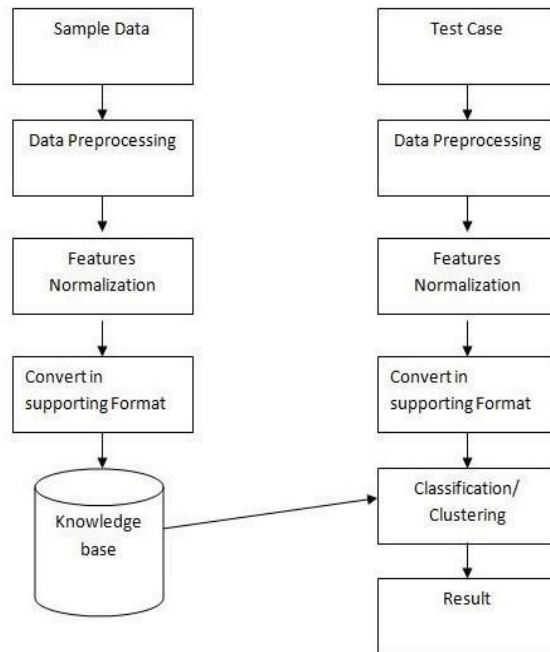 Sample Data
Data Preprocessing
Features
Normalization
Convert in
supporting Format
Knowledge
base
Test Case
Data Preprocessing
Features
Normalization
Convert in
supporting Format
Classification/
Clustering
Result